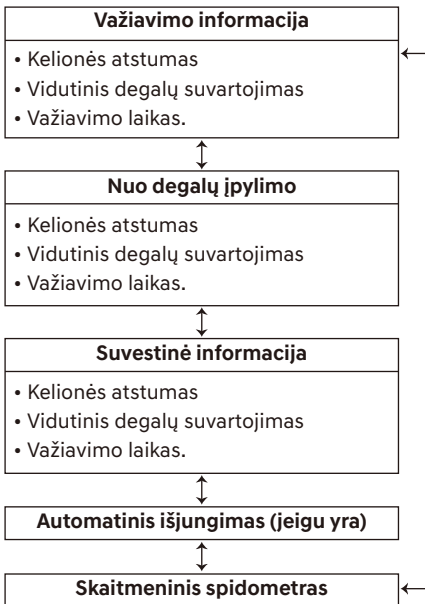 Važiavimo informacija
• Kelionės atstumas
• Vidutinis degalų suvartojimas
• Važiavimo laikas.
Nuo degalų įpylimo
• Kelionės atstumas
• Vidutinis degalų suvartojimas
• Važiavimo laikas.
Suvestinė informacija
• Kelionės atstumas
• Vidutinis degalų suvartojimas
• Važiavimo laikas.
Automatinis išjungimas (jeigu yra)
Skaitmeninis spidometras